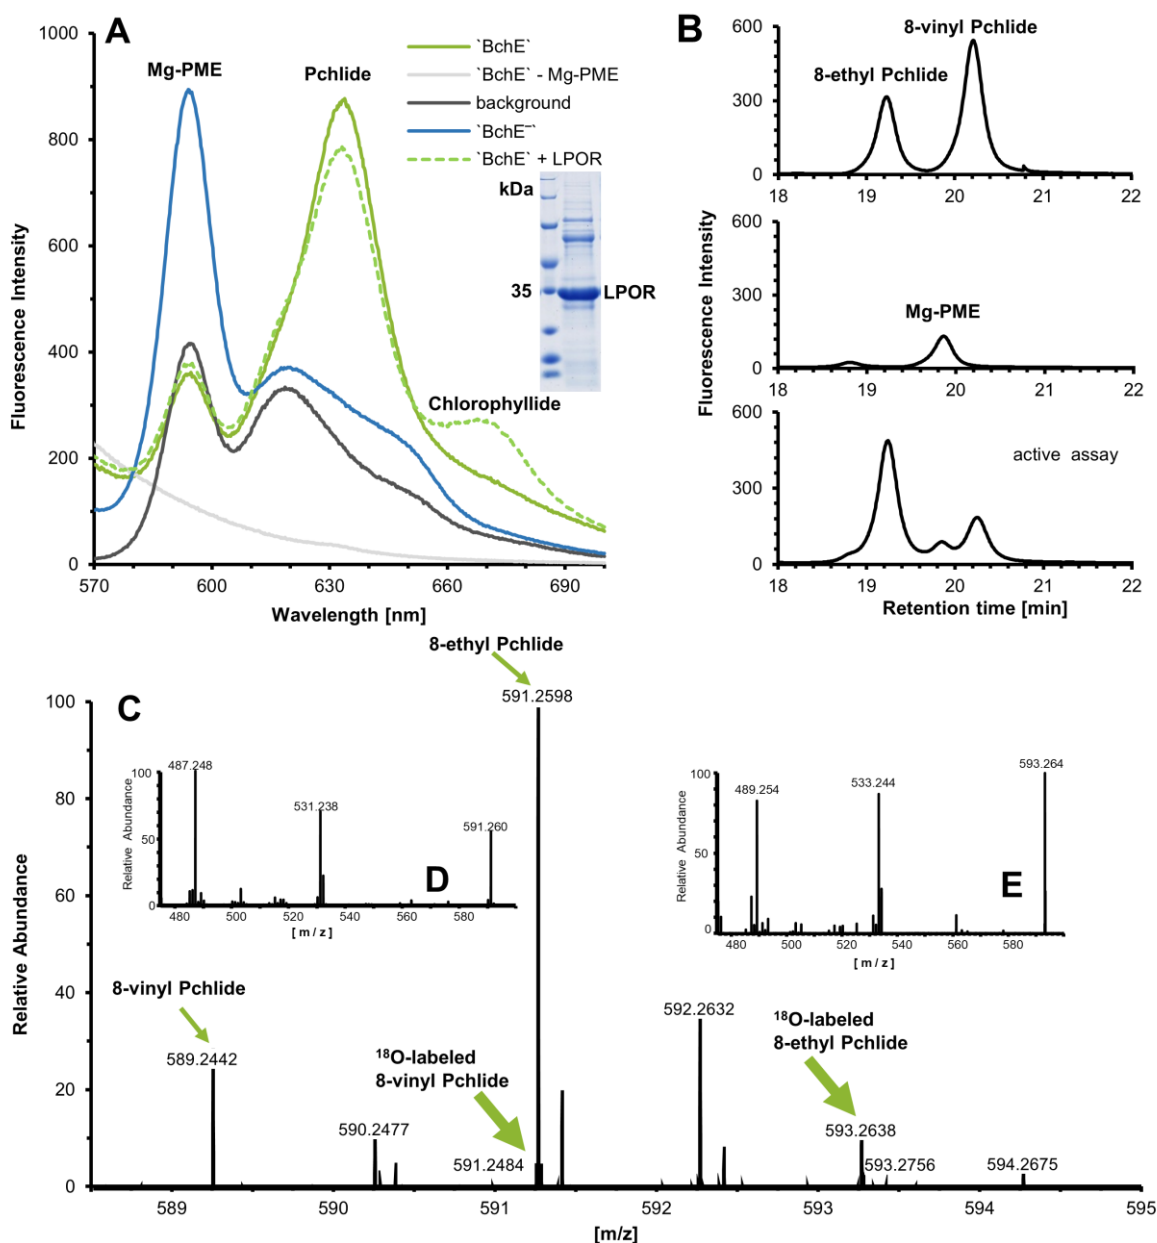 A
1000
800
600
400
200
0
570
600
630
660
690
Fluorescence Intensity
Wavelength [nm]
Mg-PME
Pchlide
Chlorophyllide
`BchE`
`BchE` - Mg-PME
background
`BchE⁻`
`BchE` + LPOR
kDa
35
LPOR
B
8-vinyl Pchlide
8-ethyl Pchlide
600
300
0
18 19 20 21 22
600
300
0
Mg-PME
18 19 20 21 22
600
300
0
active assay
18 19 20 21 22
Fluorescence Intensity
Retention time [min]
C
8-ethyl Pchlide
591.2598
100
80
60
40
20
0
Relative Abundance
8-vinyl Pchlide
589.2442
590.2477
¹⁸O-labeled
8-vinyl Pchlide
591.2484
592.2632
¹⁸O-labeled
8-ethyl Pchlide
593.2638
593.2756
594.2675
589 590 591 592 593 594 595
[m/z]
D
100
50
0
Relative Abundance
487.248
531.238
591.260
480 500 520 540 560 580
[ m / z ]
E
100
50
0
Relative Abundance
489.254
533.244
593.264
480 500 520 540 560 580
[ m / z ]